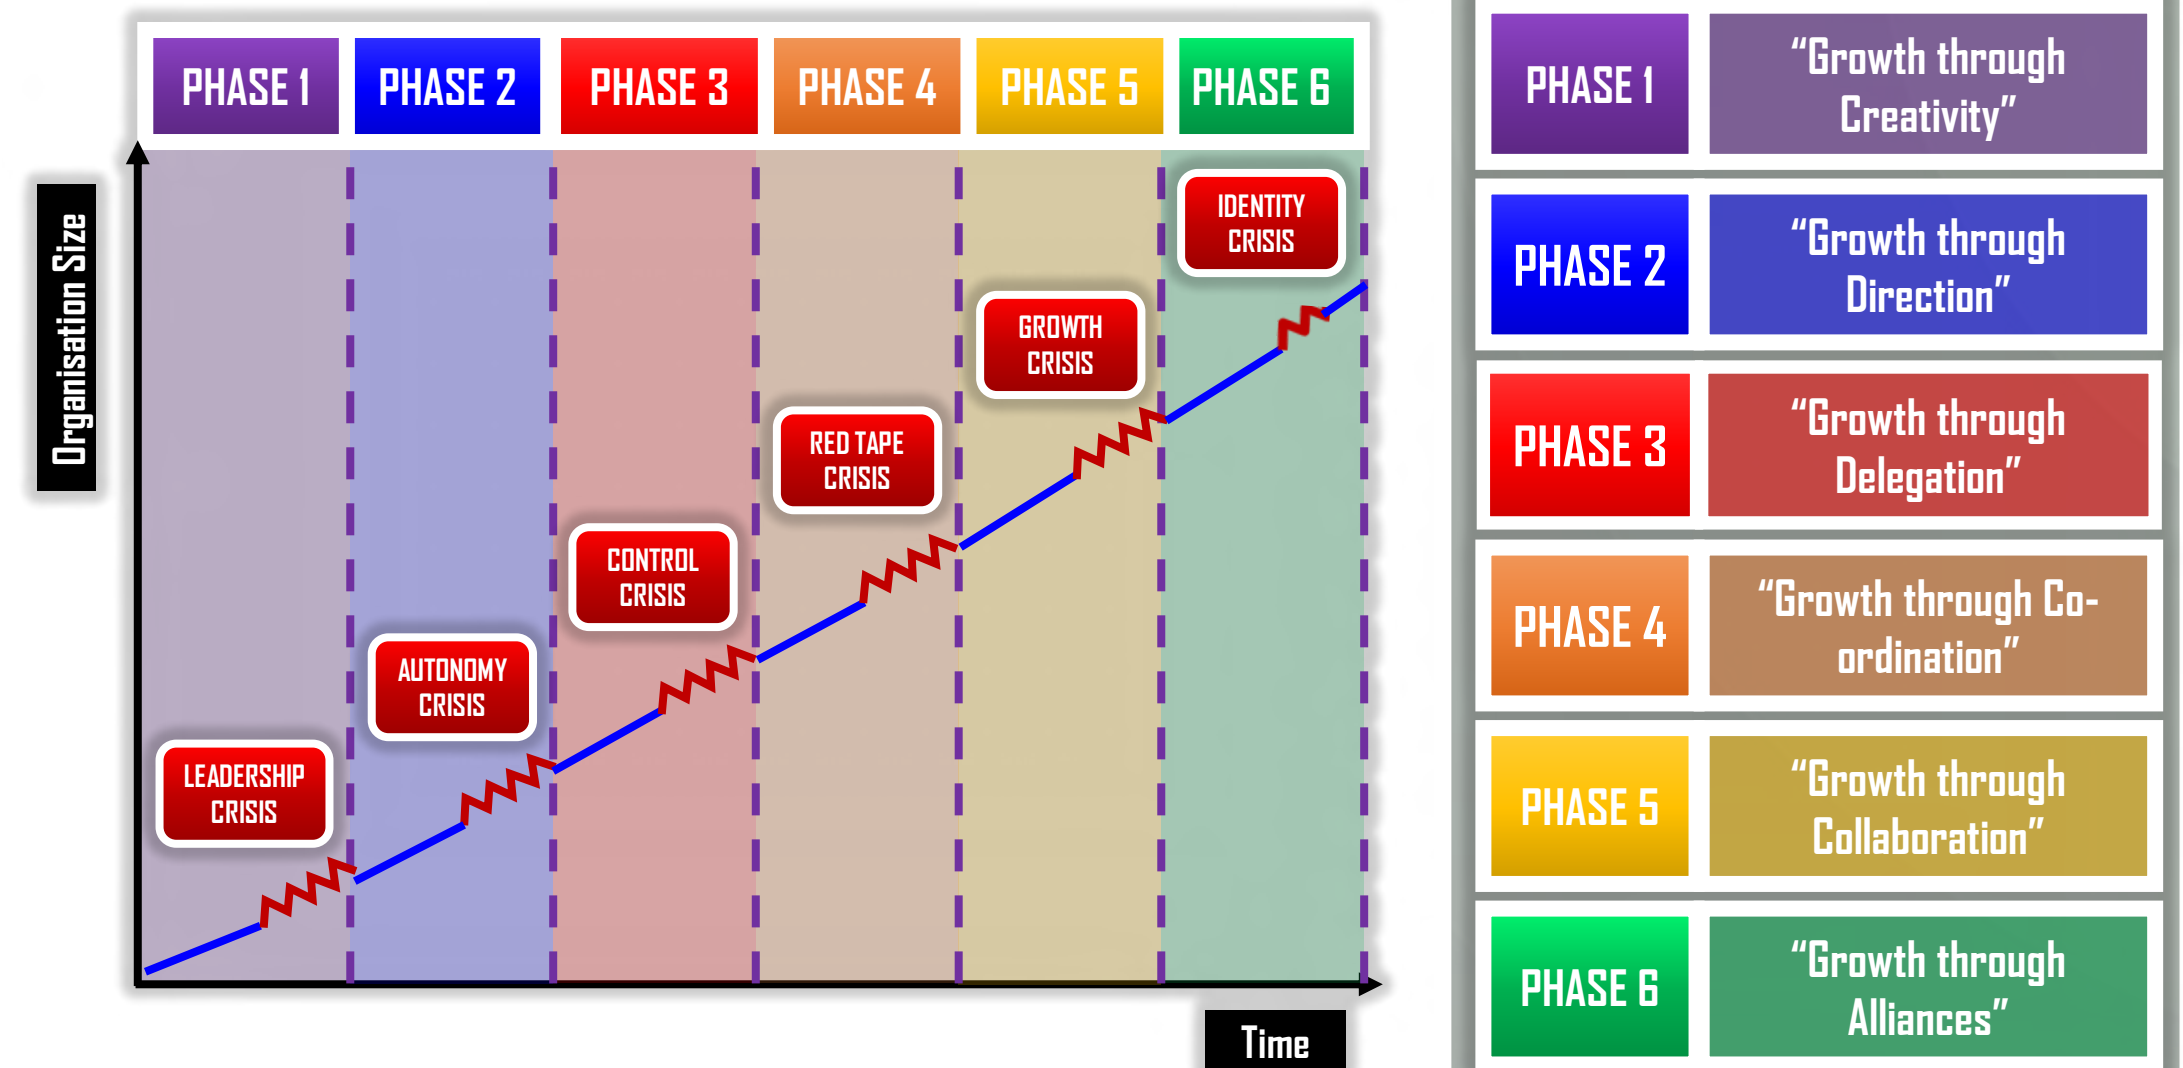 PHASE 1
PHASE 2
PHASE 3
PHASE 4
PHASE 5
PHASE 6
Organisation Size
IDENTITY
CRISIS
GROWTH
CRISIS
RED TAPE
CRISIS
CONTROL
CRISIS
AUTONOMY
CRISIS
LEADERSHIP
CRISIS
Time
PHASE 1
“Growth through
Creativity”
PHASE 2
“Growth through
Direction”
PHASE 3
“Growth through
Delegation”
PHASE 4
“Growth through Co-
ordination”
PHASE 5
“Growth through
Collaboration”
PHASE 6
“Growth through
Alliances”